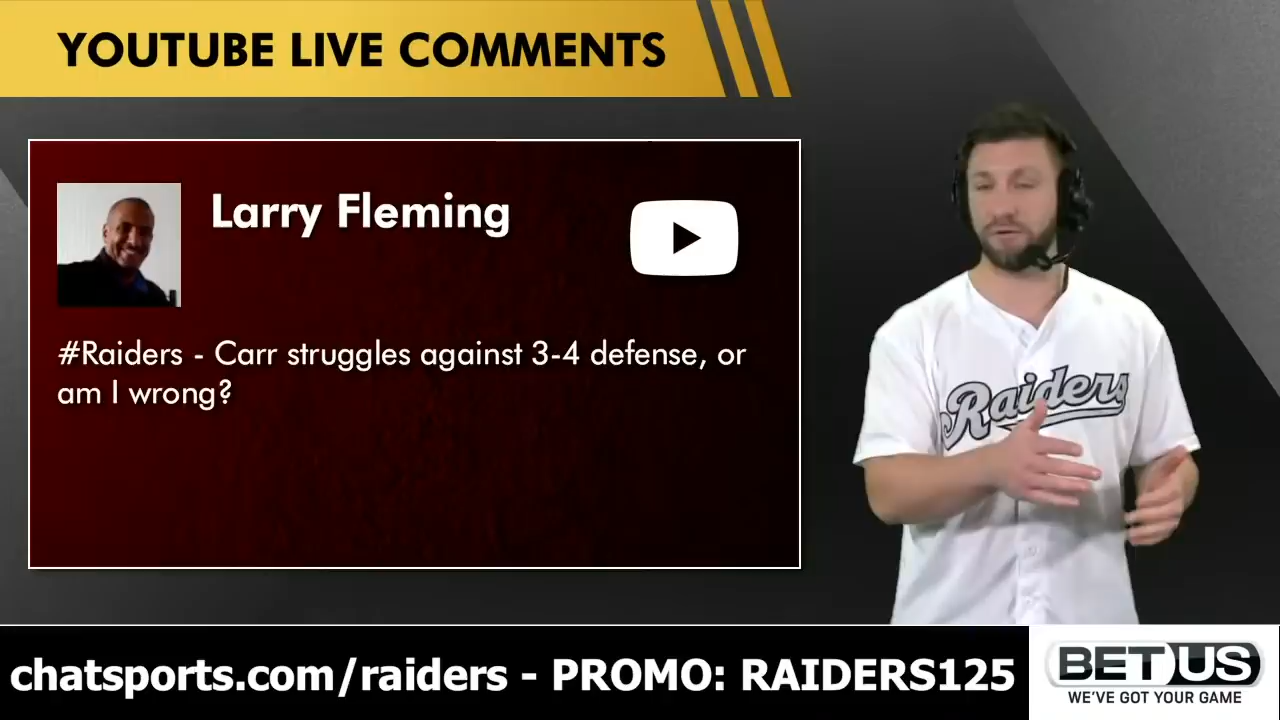 YOUTUBE LIVE COMMENTS
Larry Fleming
#Raiders - Carr struggles against 3-4 defense, or
am I wrong?
Raiders
chatsports.com/raiders - PROMO: RAIDERS125
BETUS
WE'VE GOT YOUR GAME